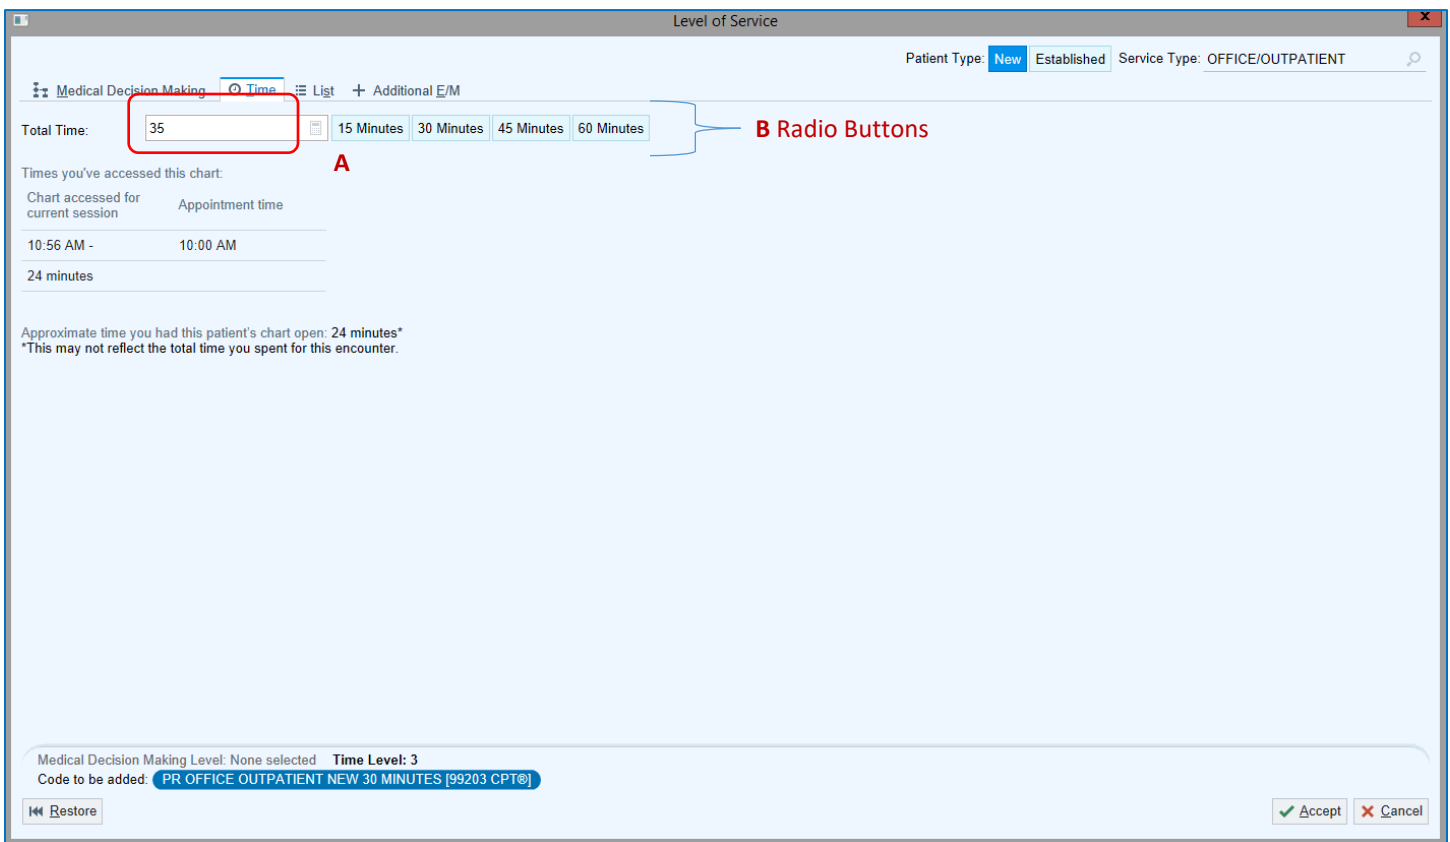 Level of Service
x
Patient Type: New Established Service Type: OFFICE/OUTPATIENT
Medical Decision Making Time List + Additional E/M
Total Time: 35 15 Minutes 30 Minutes 45 Minutes 60 Minutes B Radio Buttons
A
Times you've accessed this chart:
Chart accessed for
current session Appointment time
10:56 AM - 10:00 AM
24 minutes
Approximate time you had this patient's chart open: 24 minutes*
*This may not reflect the total time you spent for this encounter.
Medical Decision Making Level: None selected Time Level: 3
Code to be added: PR OFFICE OUTPATIENT NEW 30 MINUTES [99203 CPT®]
Restore Accept Cancel